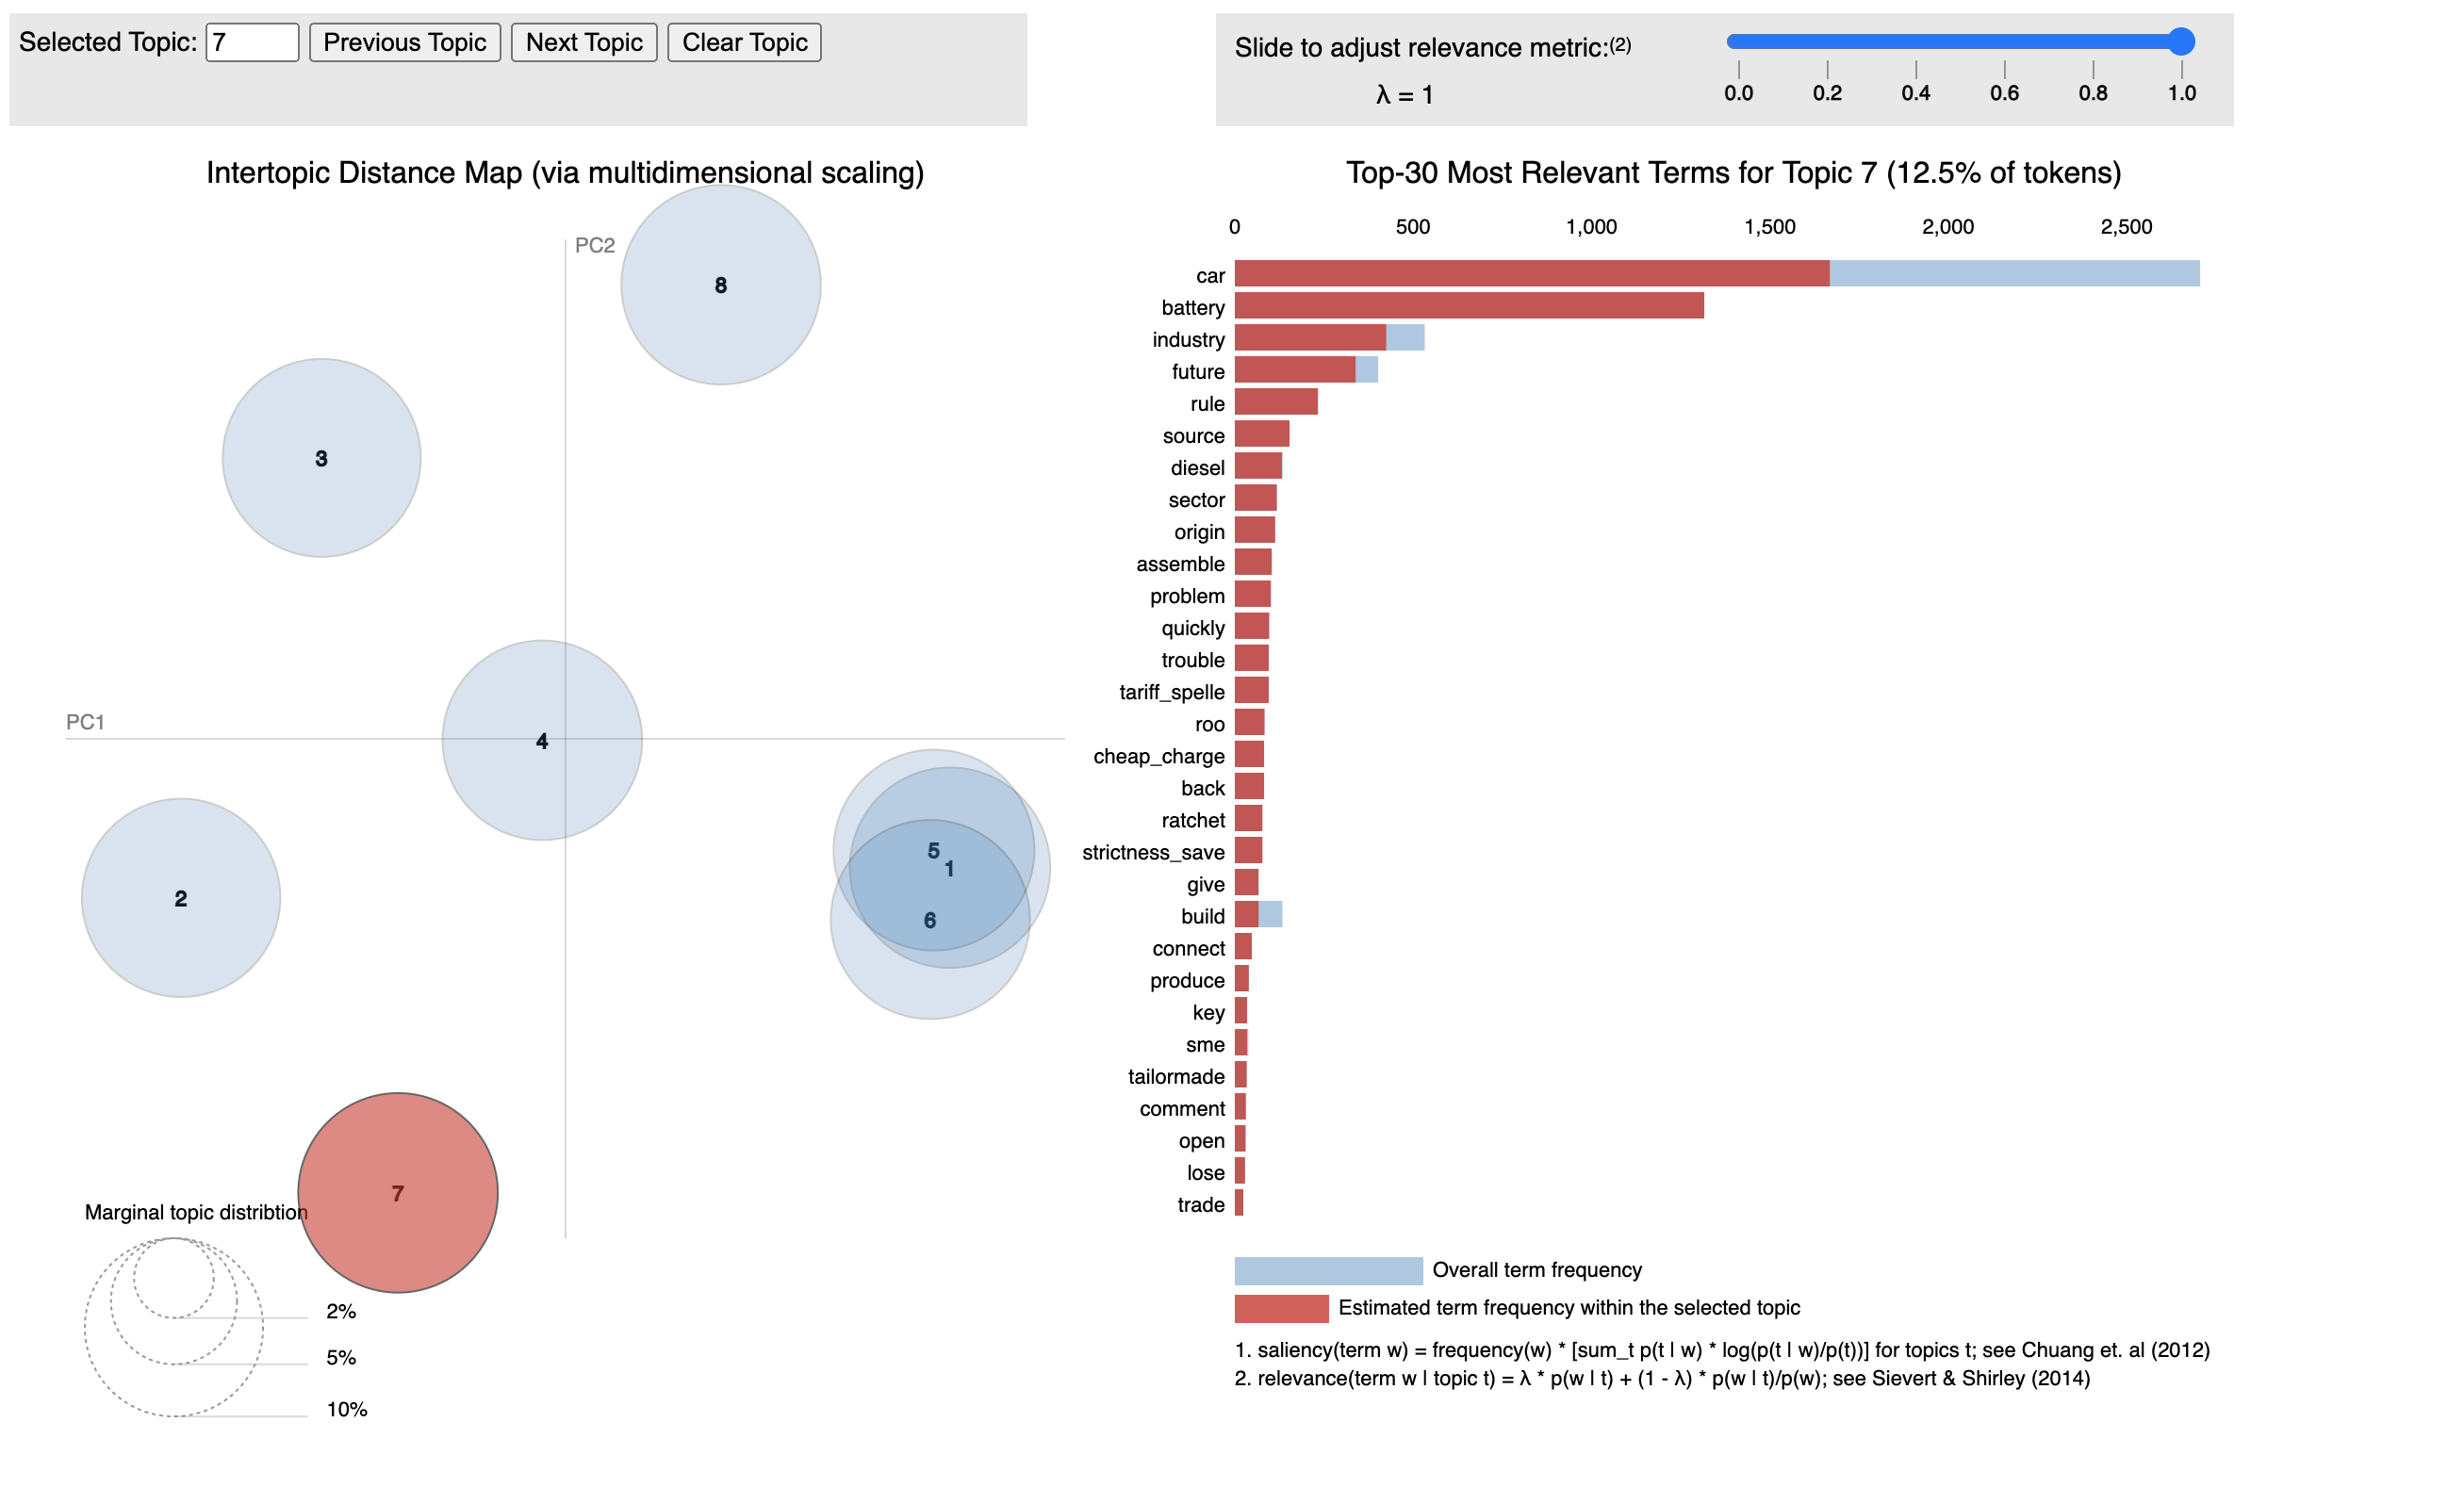 Selected Topic: 7 Previous Topic Next Topic Clear Topic
Slide to adjust relevance metric:(2)
λ = 1
0.0 0.2 0.4 0.6 0.8 1.0
Intertopic Distance Map (via multidimensional scaling)
PC2
8
3
PC1
4
5
1
2
6
7
Marginal topic distribtion
2%
5%
10%
Top-30 Most Relevant Terms for Topic 7 (12.5% of tokens)
0 500 1,000 1,500 2,000 2,500
car
battery
industry
future
rule
source
diesel
sector
origin
assemble
problem
quickly
trouble
tariff_spelle
roo
cheap_charge
back
ratchet
strictness_save
give
build
connect
produce
key
sme
tailormade
comment
open
lose
trade
Overall term frequency
Estimated term frequency within the selected topic
1. saliency(term w) = frequency(w) * [sum_t p(t | w) * log(p(t | w)/p(t))] for topics t; see Chuang et. al (2012)
2. relevance(term w | topic t) = λ * p(w | t) + (1 - λ) * p(w | t)/p(w); see Sievert & Shirley (2014)